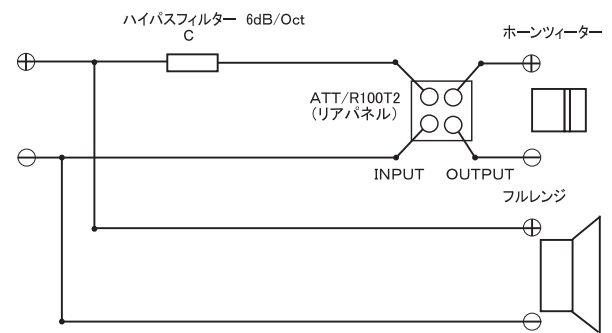 ハイパスフィルター 6dB/Oct
C
ホーンツィーター
ATT/R100T2
(リアパネル)
INPUT OUTPUT
フルレンジ